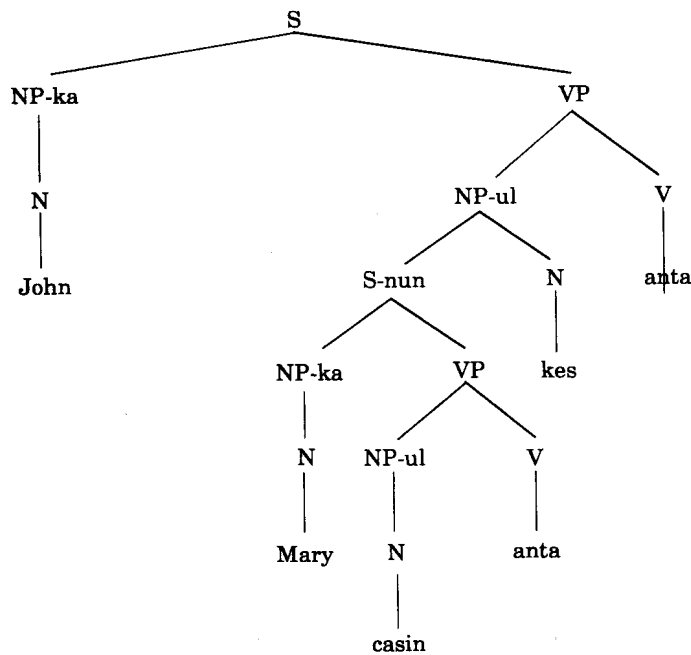 S
NP-ka VP
N NP-ul V
John S-nun N anta
NP-ka VP kes
N NP-ul V
Mary N anta
casin